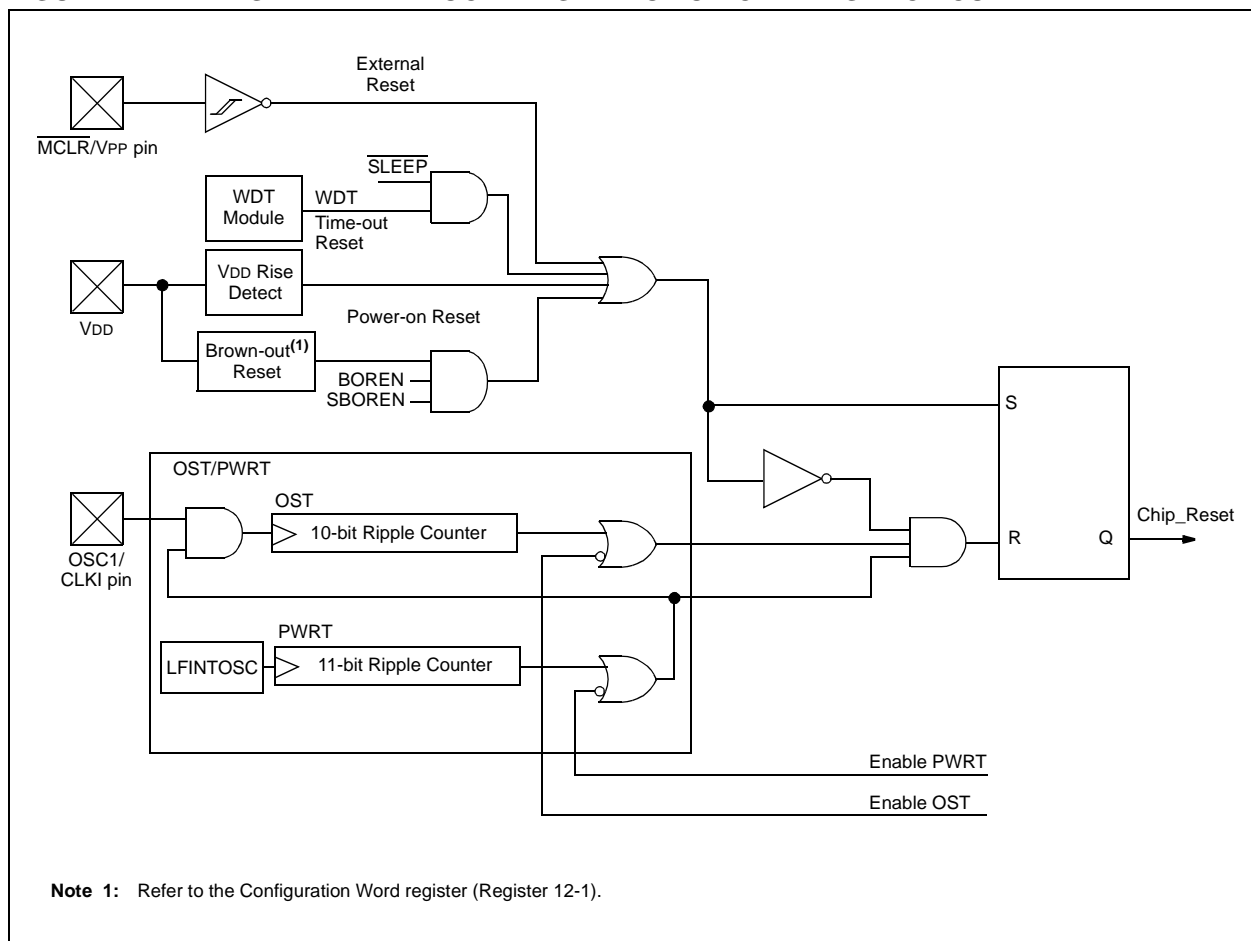 External
Reset
MCLR/VPP pin
SLEEP
WDT
Module
WDT
Time-out
Reset
VDD Rise
Detect
VDD
Power-on Reset
Brown-out(1)
Reset
BOREN
SBOREN
S
OST/PWRT
OST
10-bit Ripple Counter
OSC1/
CLKI pin
Chip_Reset
R
Q
PWRT
LFINTOSC
11-bit Ripple Counter
Enable PWRT
Enable OST
Note 1: Refer to the Configuration Word register (Register 12-1).